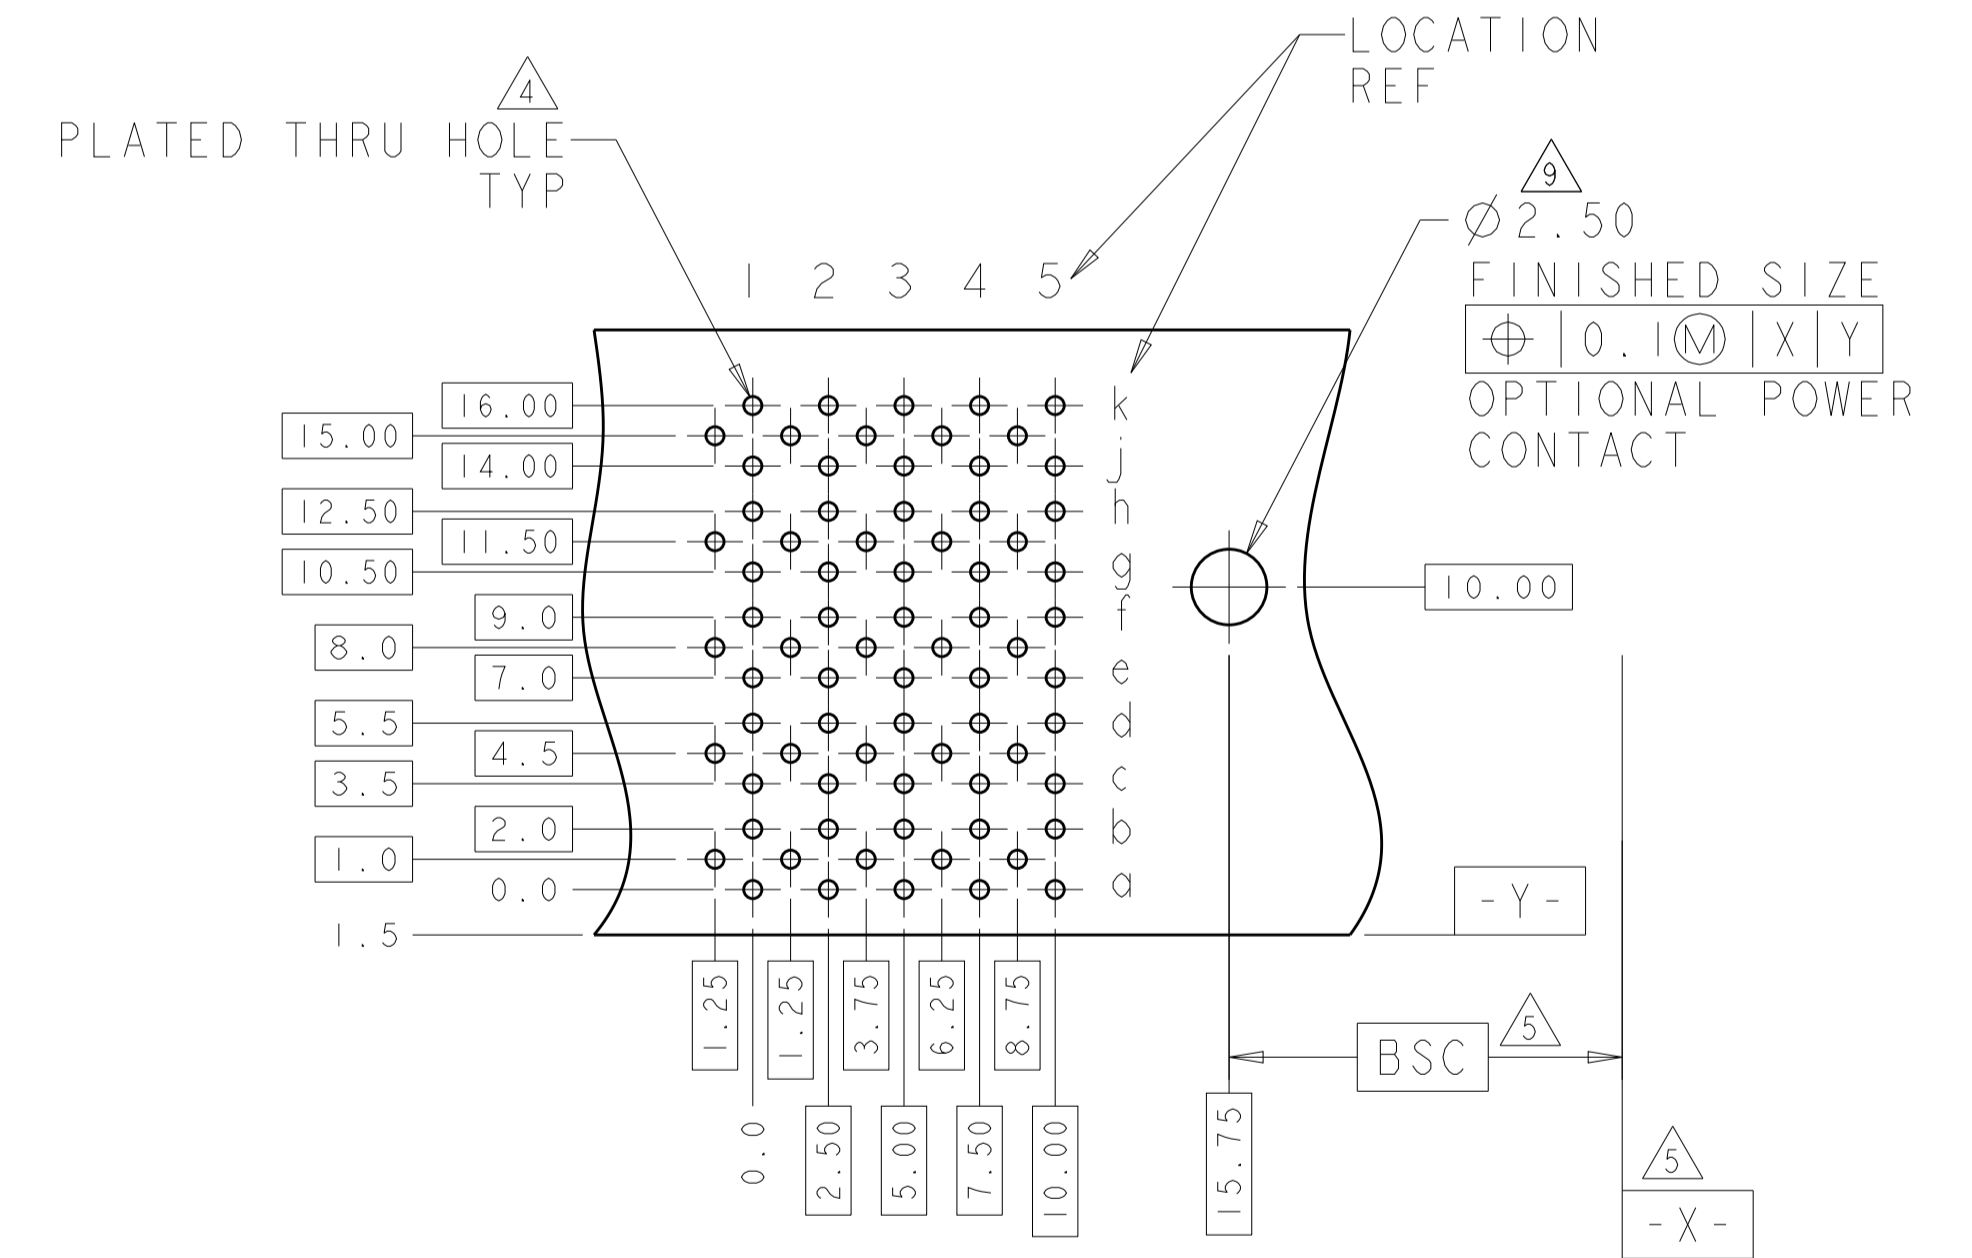 LOCATION
REF
4
PLATED THRU HOLE
TYP
9
Ø2.50
FINISHED SIZE
⌖ 0.1Ⓜ X Y
OPTIONAL POWER
CONTACT
1 2 3 4 5
16.00
15.00
14.00
12.50
11.50
10.50
9.0
8.0
7.0
5.5
4.5
3.5
2.0
1.0
0.0
1.5
k
j
h
g
f
e
d
c
b
a
10.00
-Y-
1.25 1.25 3.75 6.25 8.75
0.0 2.50 5.00 7.50 10.00 15.75
BSC
5
5
-X-